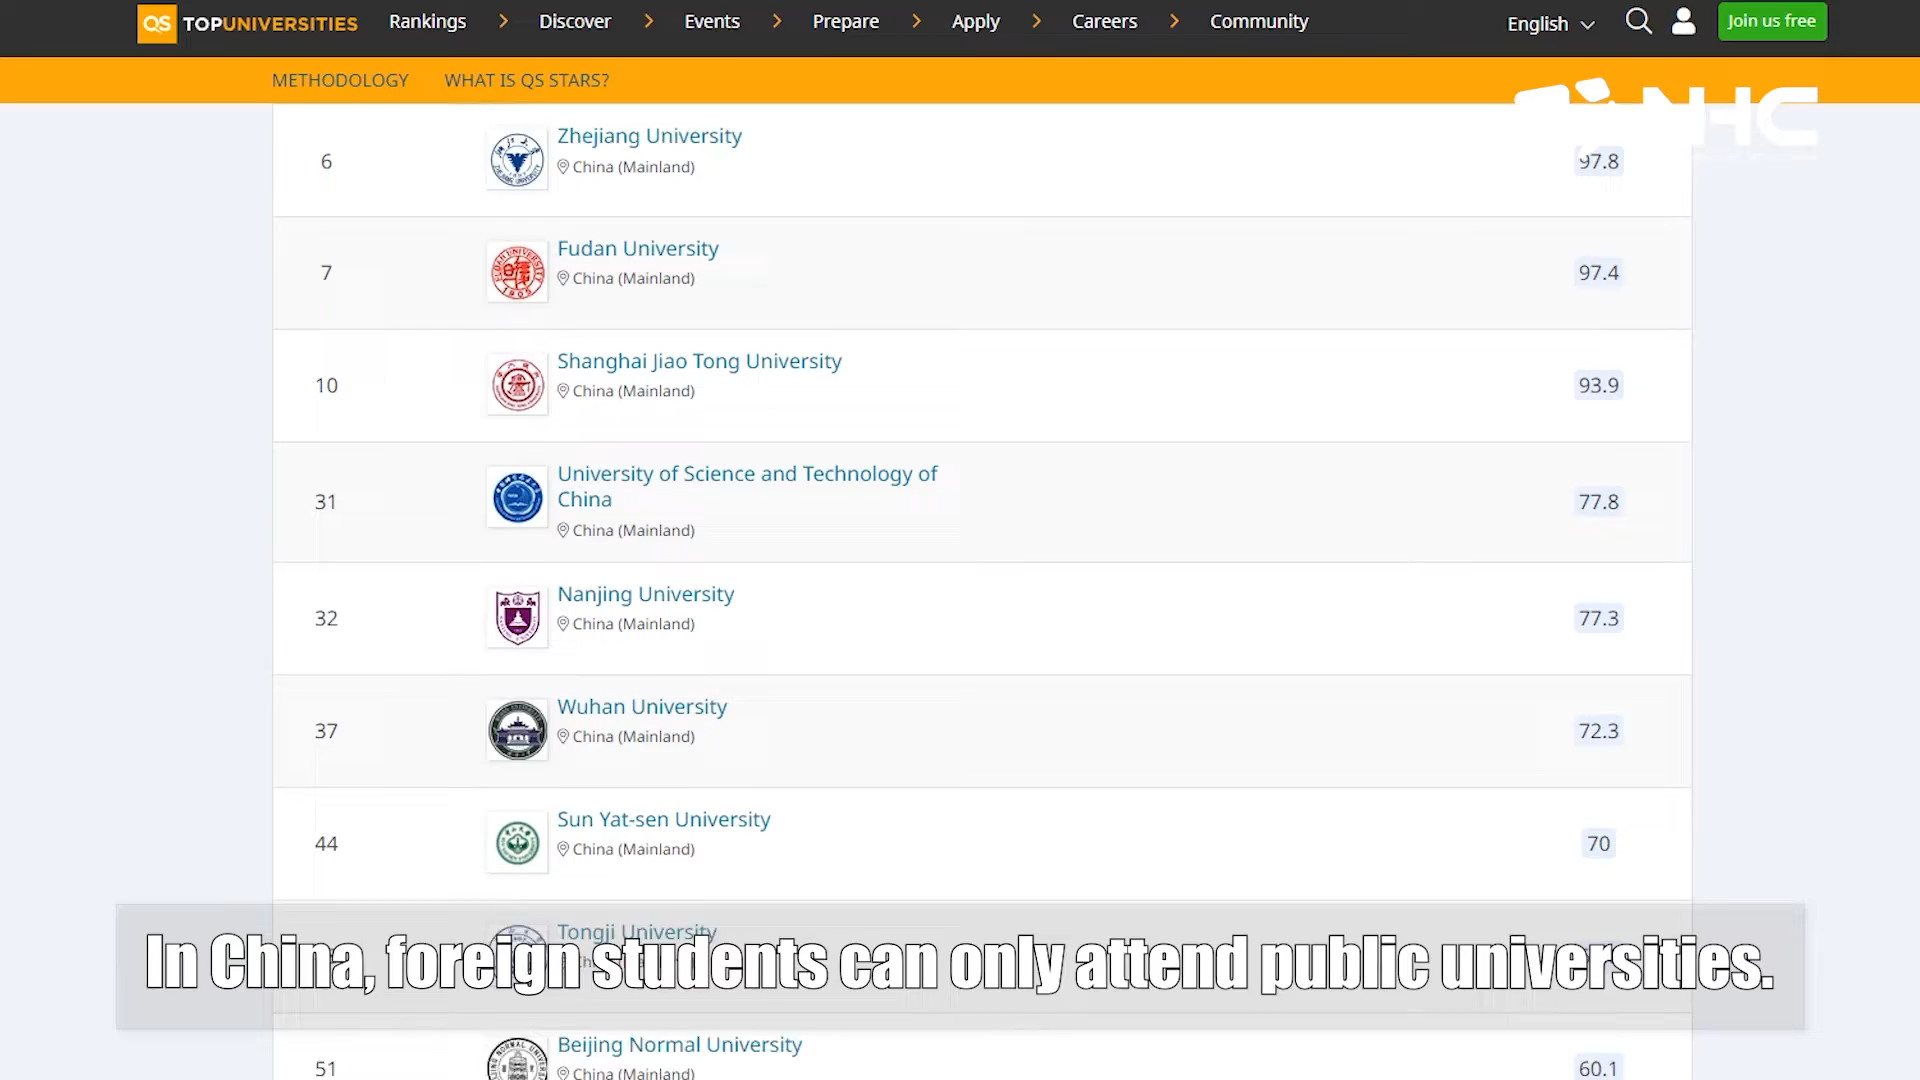 QS TOPUNIVERSITIES Rankings Discover Events Prepare Apply Careers Community English Join us free
METHODOLOGY WHAT IS QS STARS?
NHC
6 Zhejiang University 97.8
China (Mainland)
7 Fudan University 97.4
China (Mainland)
10 Shanghai Jiao Tong University 93.9
China (Mainland)
31 University of Science and Technology of 77.8
China
China (Mainland)
32 Nanjing University 77.3
China (Mainland)
37 Wuhan University 72.3
China (Mainland)
44 Sun Yat-sen University 70
China (Mainland)
Tongji University
In China, foreign students can only attend public universities.
51 Beijing Normal University 60.1
China (Mainland)